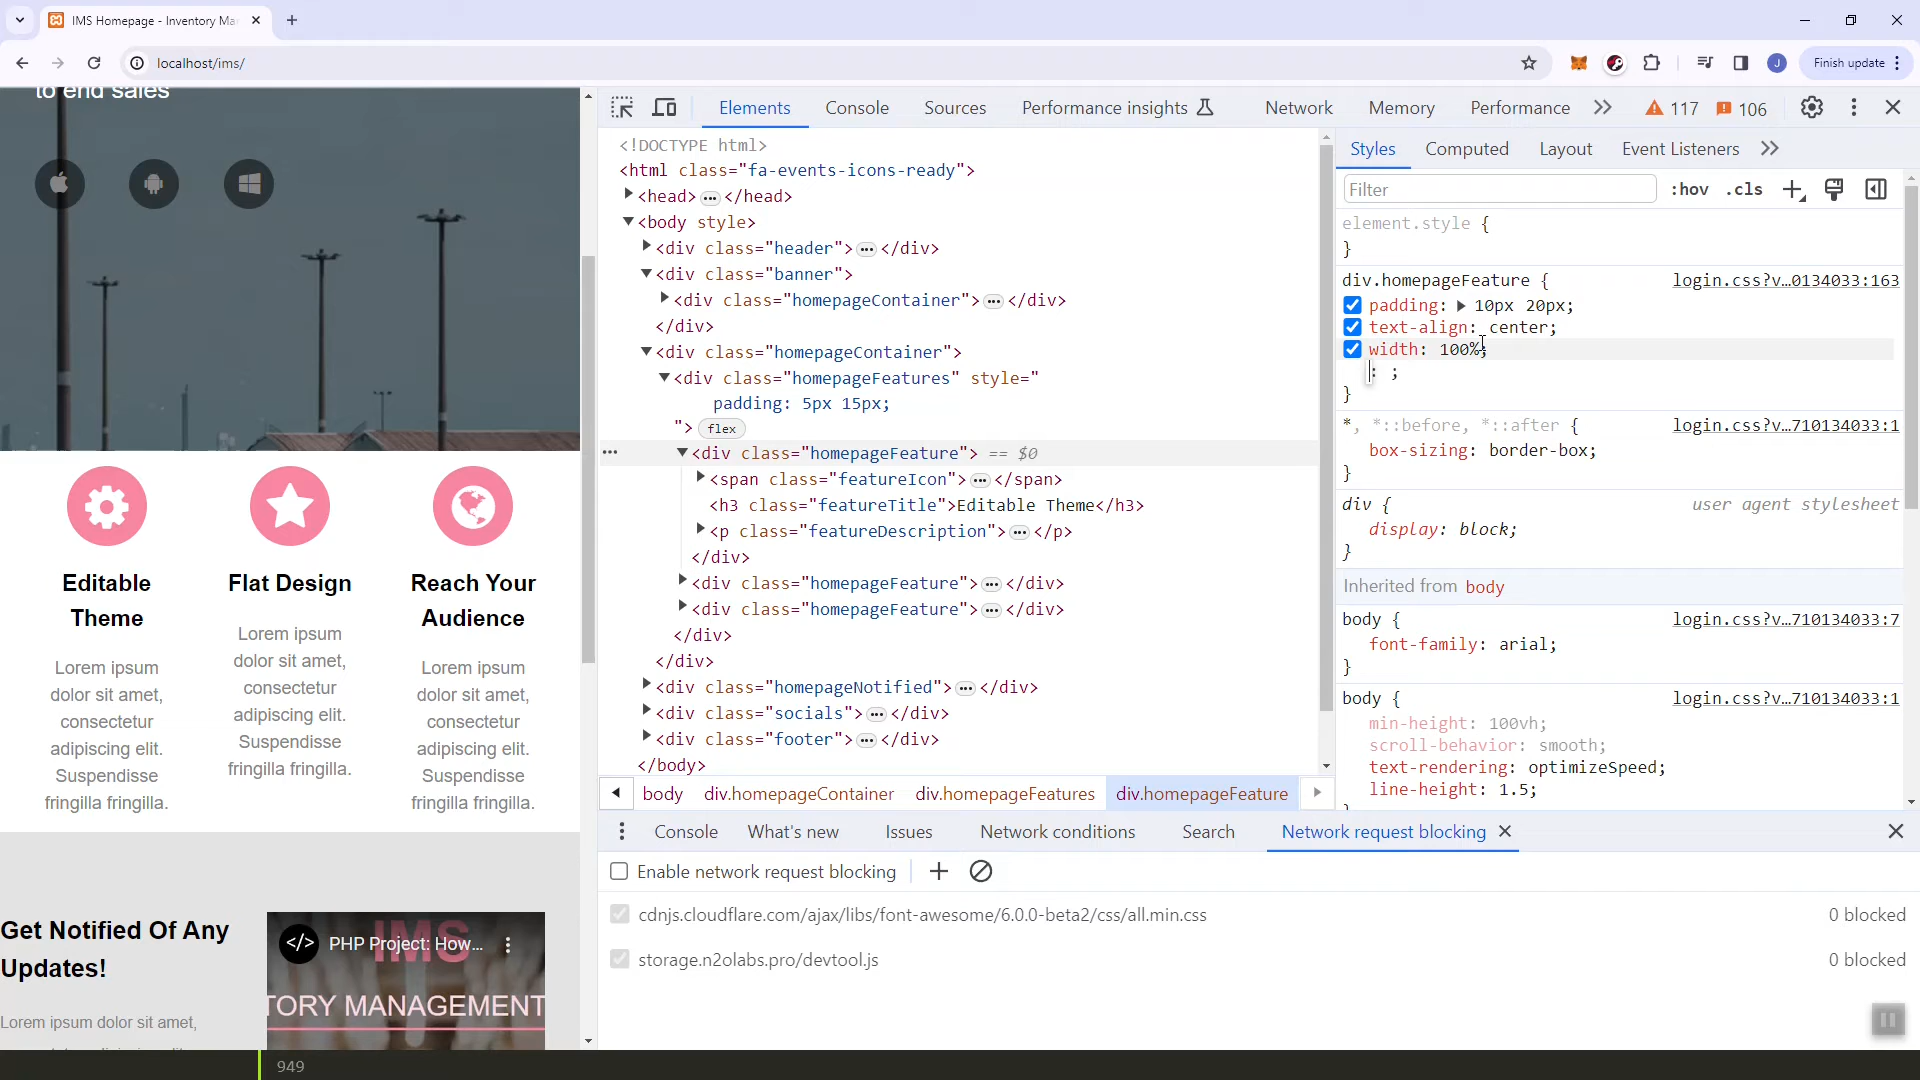 IMS Homepage - Inventory Ma
localhost/ims/
Finish update
to end sales
Editable
Theme
Lorem ipsum
dolor sit amet,
consectetur
adipiscing elit.
Suspendisse
fringilla fringilla.
Flat Design
Lorem ipsum
dolor sit amet,
consectetur
adipiscing elit.
Suspendisse
fringilla fringilla.
Reach Your
Audience
Lorem ipsum
dolor sit amet,
consectetur
adipiscing elit.
Suspendisse
fringilla fringilla.
Get Notified Of Any
Updates!
Lorem ipsum dolor sit amet,
</> PHP Project: How...
IMS
TORY MANAGEMENT
Elements Console Sources Performance insights Network Memory Performance 117 106
<!DOCTYPE html>
<html class="fa-events-icons-ready">
<head> … </head>
<body style>
<div class="header"> … </div>
<div class="banner">
<div class="homepageContainer"> … </div>
</div>
<div class="homepageContainer">
<div class="homepageFeatures" style="
padding: 5px 15px;
"> flex
<div class="homepageFeature"> == $0
<span class="featureIcon"> … </span>
<h3 class="featureTitle">Editable Theme</h3>
<p class="featureDescription"> … </p>
</div>
<div class="homepageFeature"> … </div>
<div class="homepageFeature"> … </div>
</div>
</div>
<div class="homepageNotified"> … </div>
<div class="socials"> … </div>
<div class="footer"> … </div>
</body>
body div.homepageContainer div.homepageFeatures div.homepageFeature
Styles Computed Layout Event Listeners
Filter :hov .cls
element.style {
}
div.homepageFeature { login.css?v…0134033:163
padding: 10px 20px;
text-align: center;
width: 100%;
: ;
}
*, *::before, *::after { login.css?v…710134033:1
box-sizing: border-box;
}
div { user agent stylesheet
display: block;
}
Inherited from body
body { login.css?v…710134033:7
font-family: arial;
}
body { login.css?v…710134033:1
min-height: 100vh;
scroll-behavior: smooth;
text-rendering: optimizeSpeed;
line-height: 1.5;
Console What's new Issues Network conditions Search Network request blocking
Enable network request blocking
cdnjs.cloudflare.com/ajax/libs/font-awesome/6.0.0-beta2/css/all.min.css 0 blocked
storage.n2olabs.pro/devtool.js 0 blocked
949